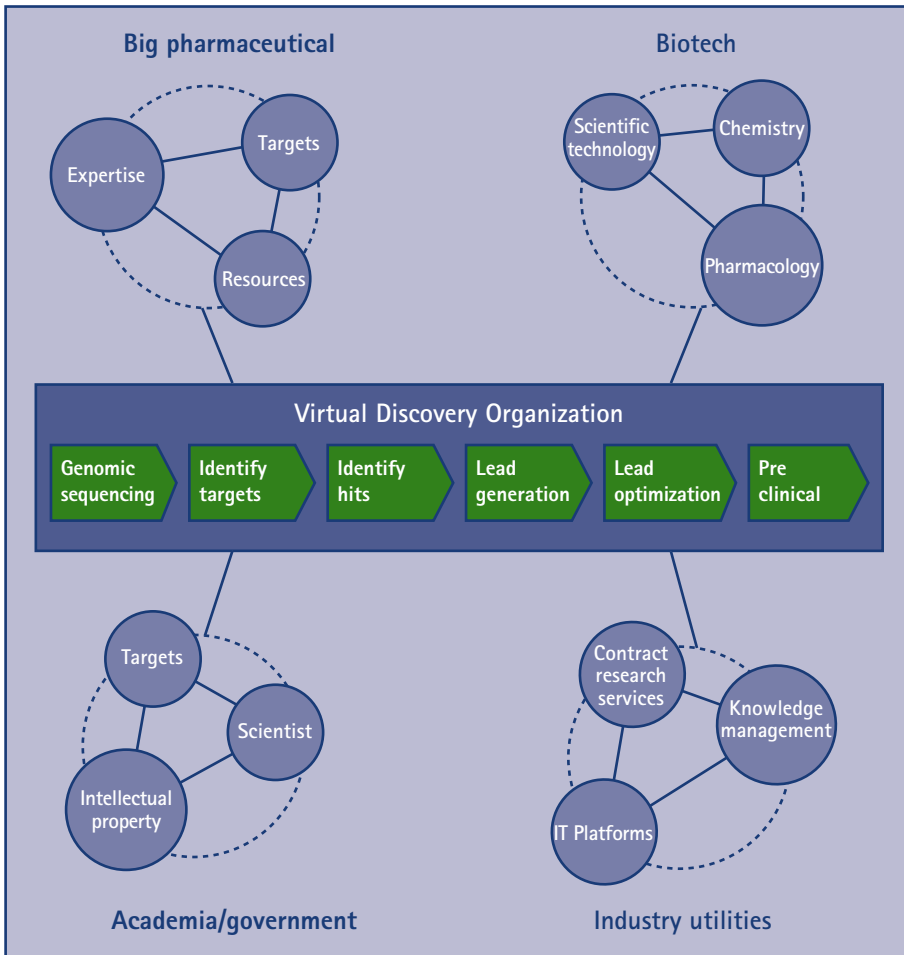 Big pharmaceutical
Biotech
Expertise
Targets
Resources
Scientific
technology
Chemistry
Pharmacology
Virtual Discovery Organization
Genomic
sequencing
Identify
targets
Identify
hits
Lead
generation
Lead
optimization
Pre
clinical
Targets
Scientist
Intellectual
property
Contract
research
services
Knowledge
management
IT Platforms
Academia/government
Industry utilities